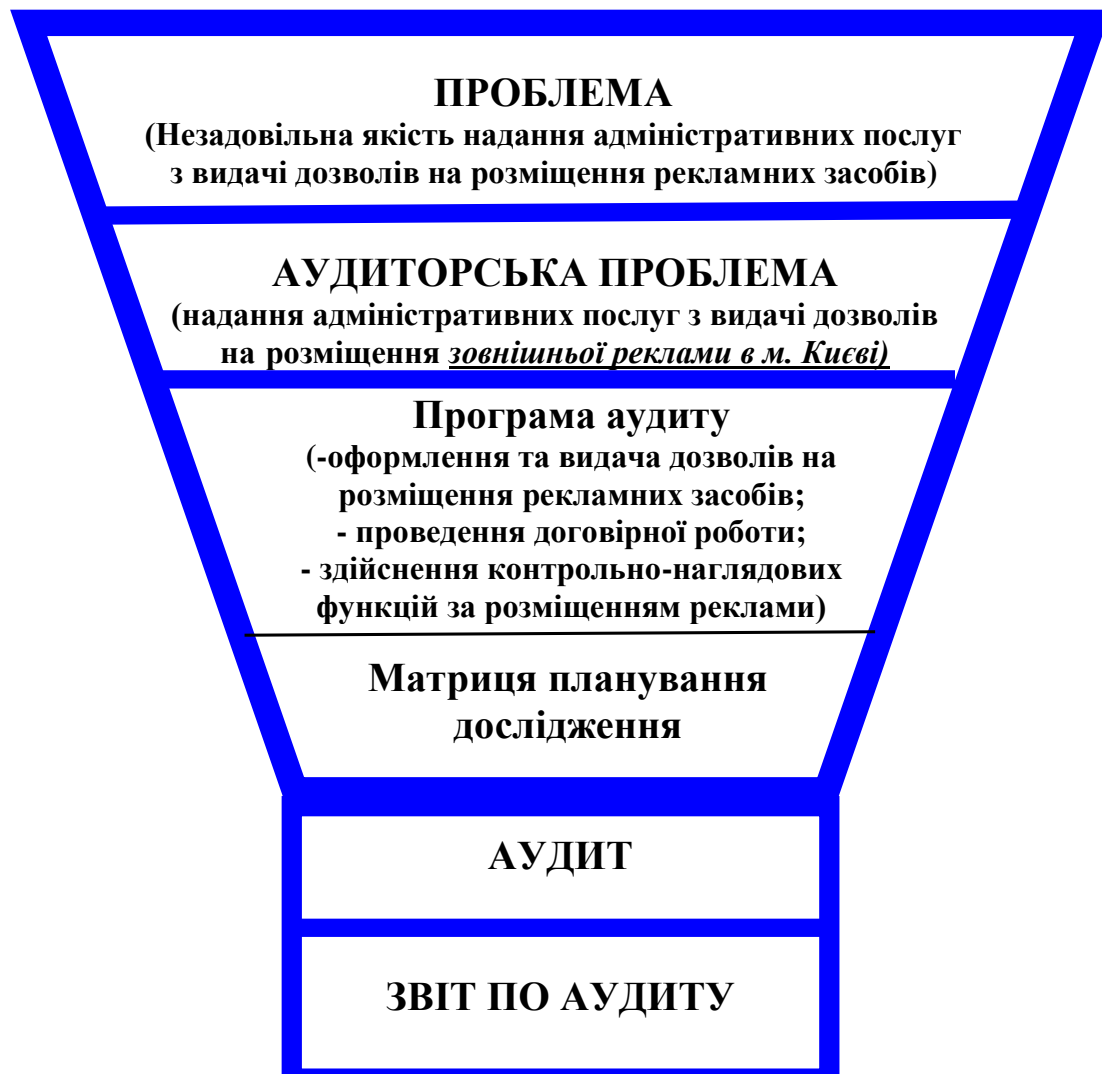 ПРОБЛЕМА
(Незадовільна якість надання адміністративних послуг
з видачі дозволів на розміщення рекламних засобів)
АУДИТОРСЬКА ПРОБЛЕМА
(надання адміністративних послуг з видачі дозволів
на розміщення зовнішньої реклами в м. Києві)
Програма аудиту
(-оформлення та видача дозволів на
розміщення рекламних засобів;
- проведення договірної роботи;
- здійснення контрольно-наглядових
функцій за розміщенням реклами)
Матриця планування
дослідження
АУДИТ
ЗВІТ ПО АУДИТУ